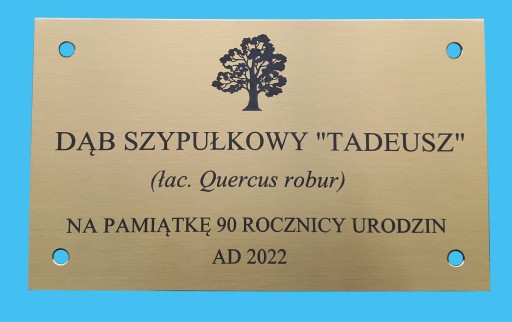 DĄB SZYPUŁKOWY "TADEUSZ"
(łac. Quercus robur)
NA PAMIĄTKĘ 90 ROCZNICY URODZIN
AD 2022